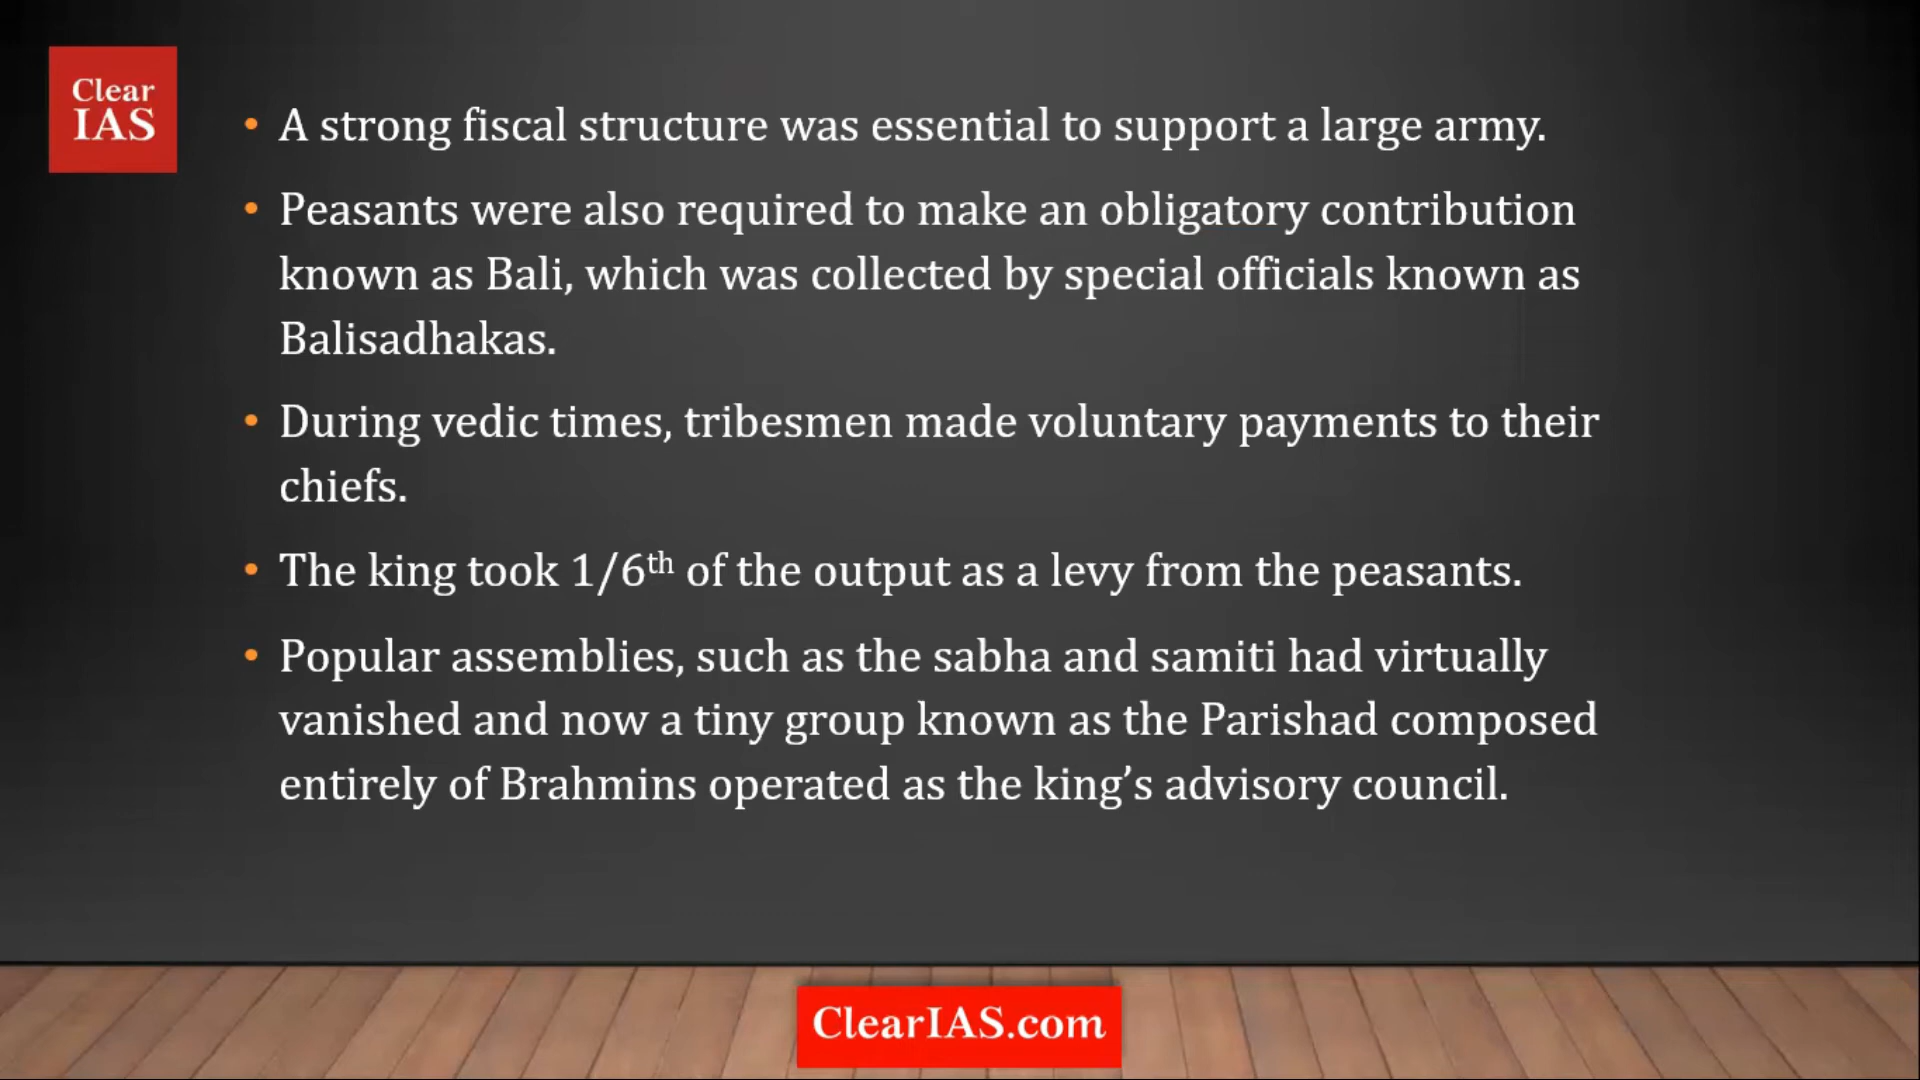 Clear
IAS
• A strong fiscal structure was essential to support a large army.
• Peasants were also required to make an obligatory contribution
known as Bali, which was collected by special officials known as
Balisadhakas.
• During vedic times, tribesmen made voluntary payments to their
chiefs.
• The king took 1/6th of the output as a levy from the peasants.
• Popular assemblies, such as the sabha and samiti had virtually
vanished and now a tiny group known as the Parishad composed
entirely of Brahmins operated as the king’s advisory council.
ClearIAS.com